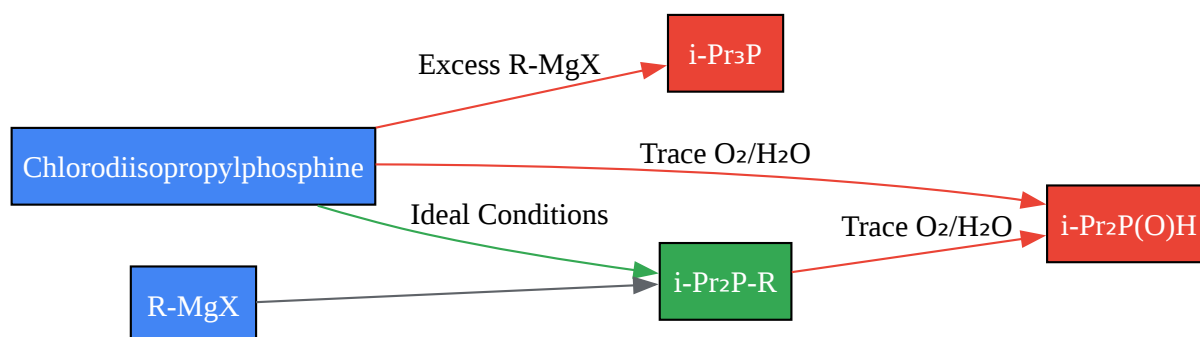 i-Pr₃P
Excess R-MgX
Chlorodiisopropylphosphine
Trace O₂/H₂O
Ideal Conditions
Trace O₂/H₂O
i-Pr₂P(O)H
i-Pr₂P-R
R-MgX